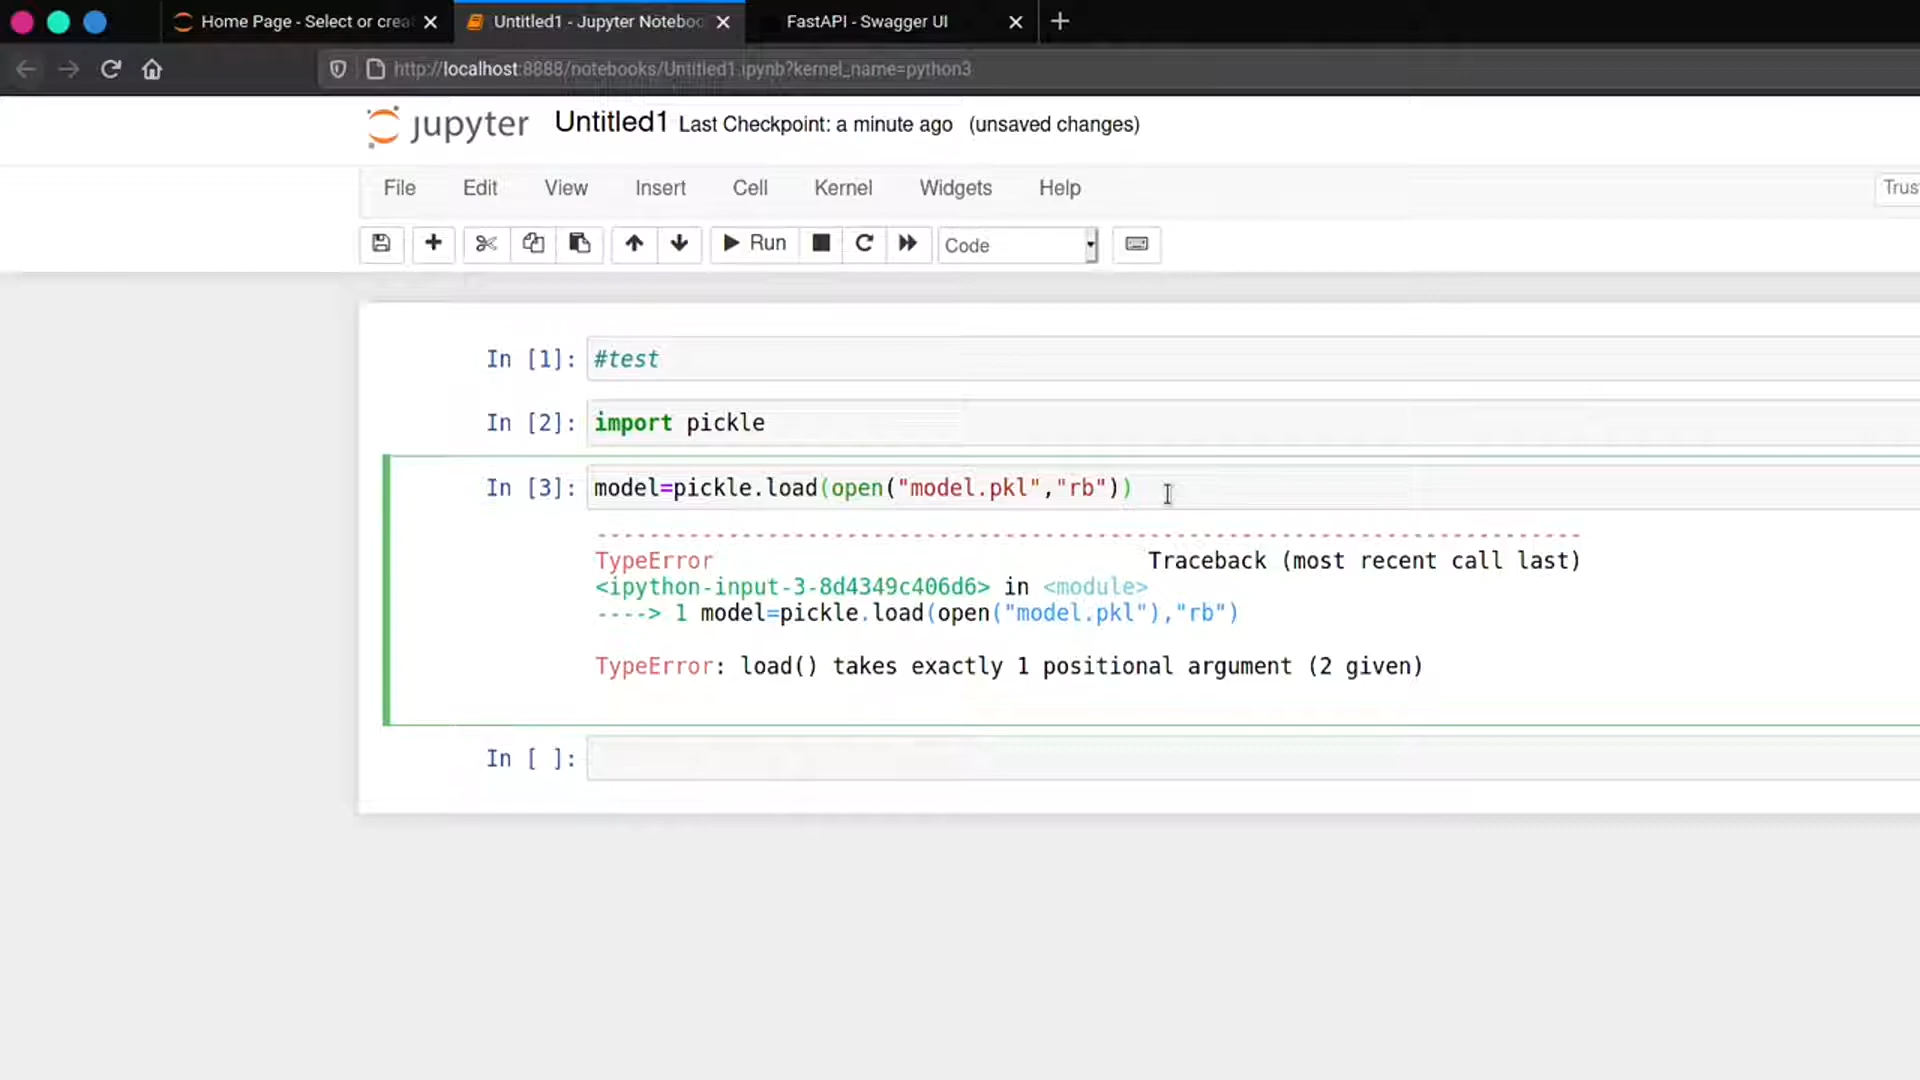 Home Page - Select or crea
Untitled1 - Jupyter Noteboo
FastAPI - Swagger UI
http://localhost:8888/notebooks/Untitled1.ipynb?kernel_name=python3
jupyter Untitled1 Last Checkpoint: a minute ago (unsaved changes)
File Edit View Insert Cell Kernel Widgets Help Trus
Run Code
In [1]: #test
In [2]: import pickle
In [3]: model=pickle.load(open("model.pkl","rb"))
---------------------------------------------------------------------------
TypeError Traceback (most recent call last)
<ipython-input-3-8d4349c406d6> in <module>
----> 1 model=pickle.load(open("model.pkl"),"rb")
TypeError: load() takes exactly 1 positional argument (2 given)
In [ ]: